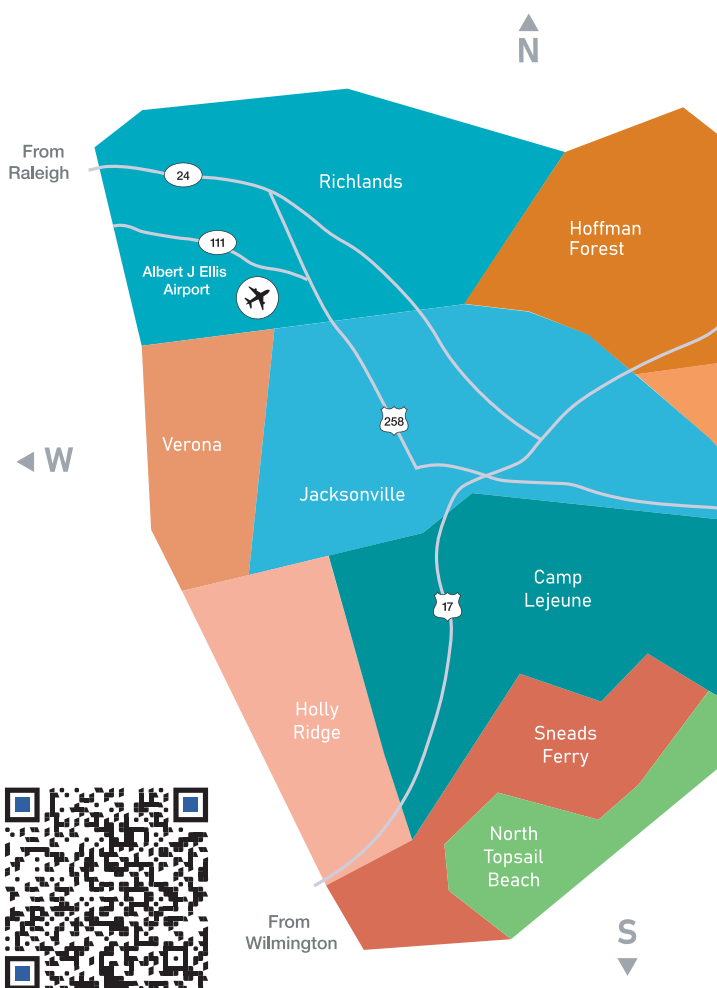 N
From
Raleigh
24
Richlands
111
Albert J Ellis
Airport
Hoffman
Forest
258
Verona
W
Jacksonville
Camp
Lejeune
17
Holly
Ridge
Sneads
Ferry
North
Topsail
Beach
From
Wilmington
S